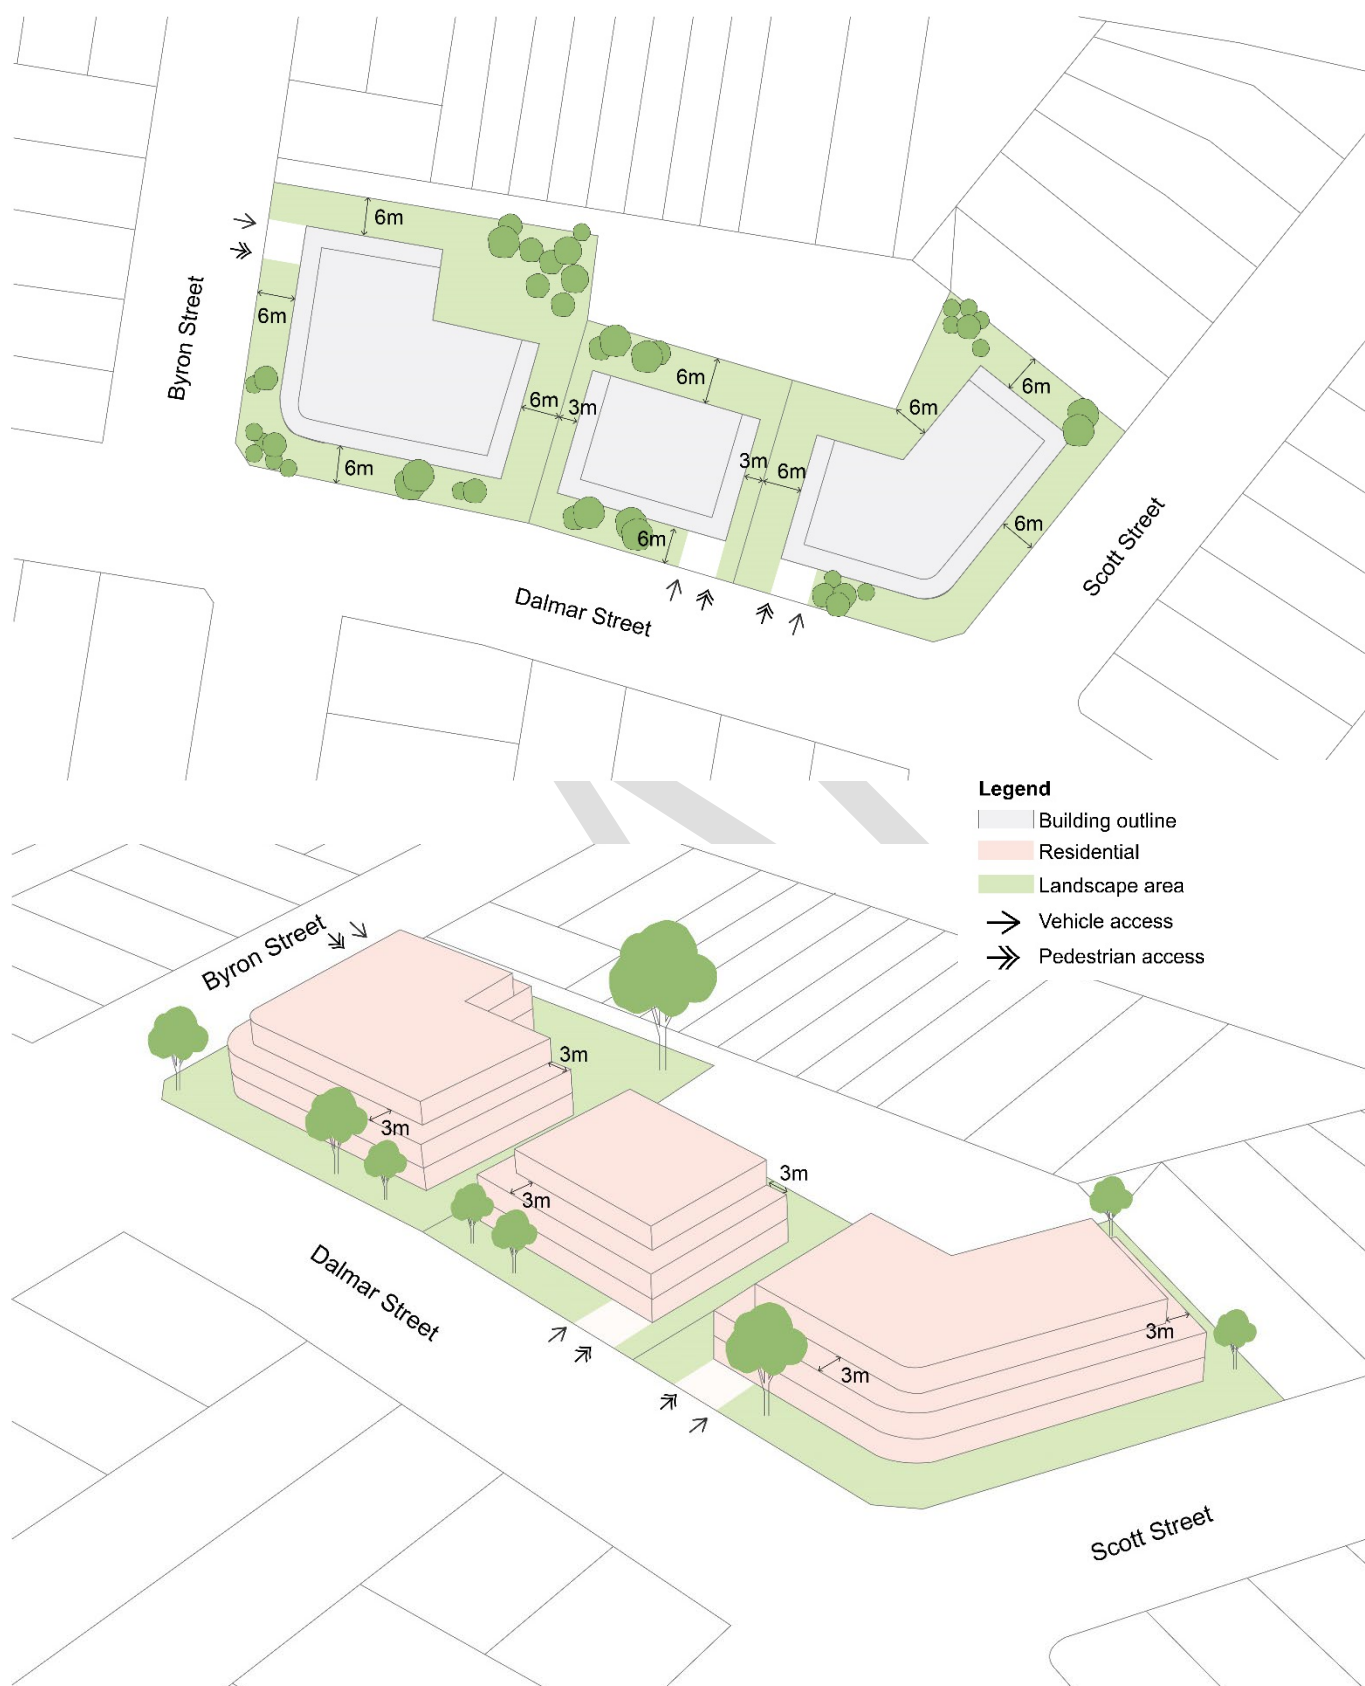 6m
6m
Byron Street
6m
6m
6m
6m
3m
6m
3m
6m
6m
6m
6m
Dalmar Street
Scott Street
Legend
Building outline
Residential
Landscape area
Vehicle access
Pedestrian access
Byron Street
3m
3m
3m
3m
Dalmar Street
3m
3m
Scott Street